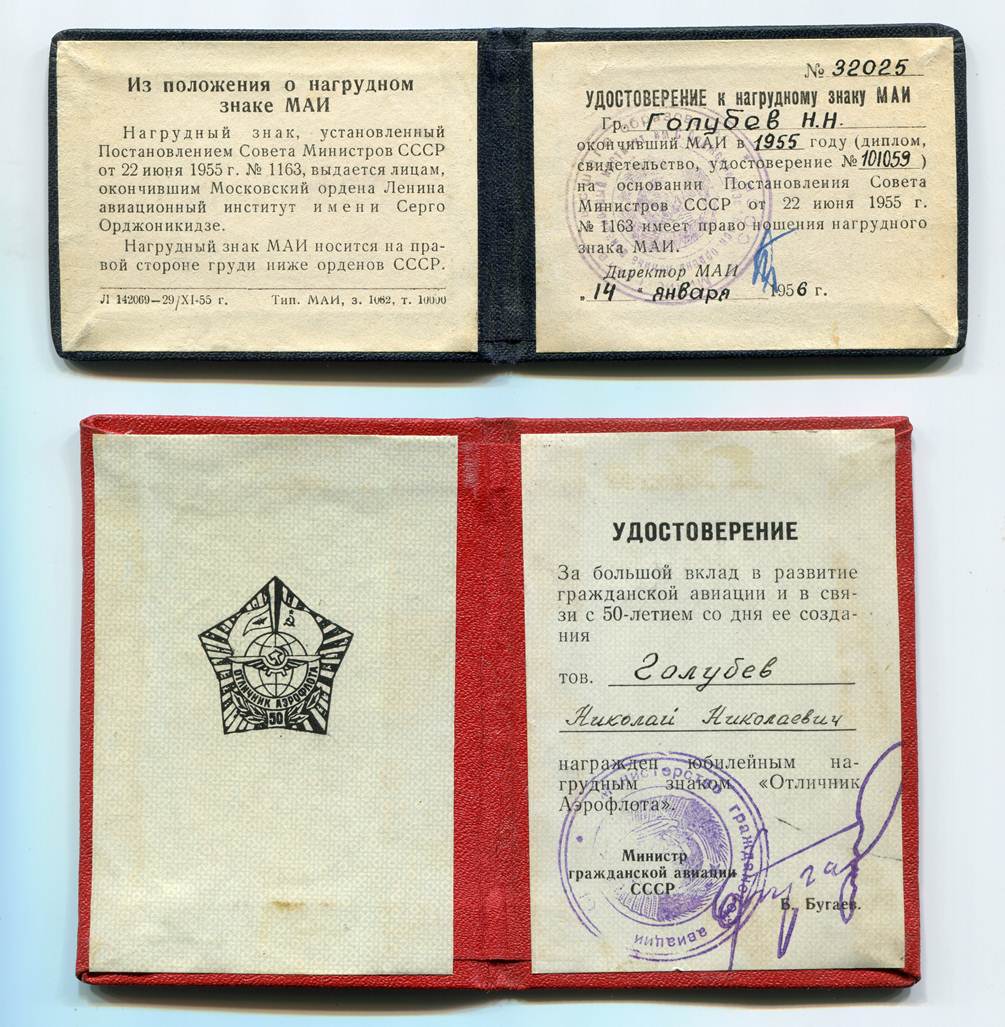 Из положения о нагрудном
знаке МАИ
Нагрудный знак, установленный
Постановлением Совета Министров СССР
от 22 июня 1955 г. № 1163, выдается лицам,
окончившим Московский ордена Ленина
авиационный институт имени Серго
Орджоникидзе.
Нагрудный знак МАИ носится на пра-
вой стороне груди ниже орденов СССР.
Л 142069—29/XI-55 г. Тип. МАИ, з. 1062, т. 10000
№ 32025
УДОСТОВЕРЕНИЕ к нагрудному знаку МАИ
Гр. Голубев Н.Н.
окончивший МАИ в 1955 году (диплом,
свидетельство, удостоверение № 101059)
на основании Постановления Совета
Министров СССР от 22 июня 1955 г.
№ 1163 имеет право ношения нагрудного
знака МАИ.
Директор МАИ
„14“ января 1956 г.
ОТЛИЧНИК АЭРОФЛОТА
50
УДОСТОВЕРЕНИЕ
За большой вклад в развитие
гражданской авиации и в свя-
зи с 50-летием со дня ее созда-
ния
тов. Голубев
Николай Николаевич
награжден юбилейным на-
грудным знаком «Отличник
Аэрофлота».
Министр
гражданской авиации
СССР
Б. Бугаев.
министерство гражданской авиации